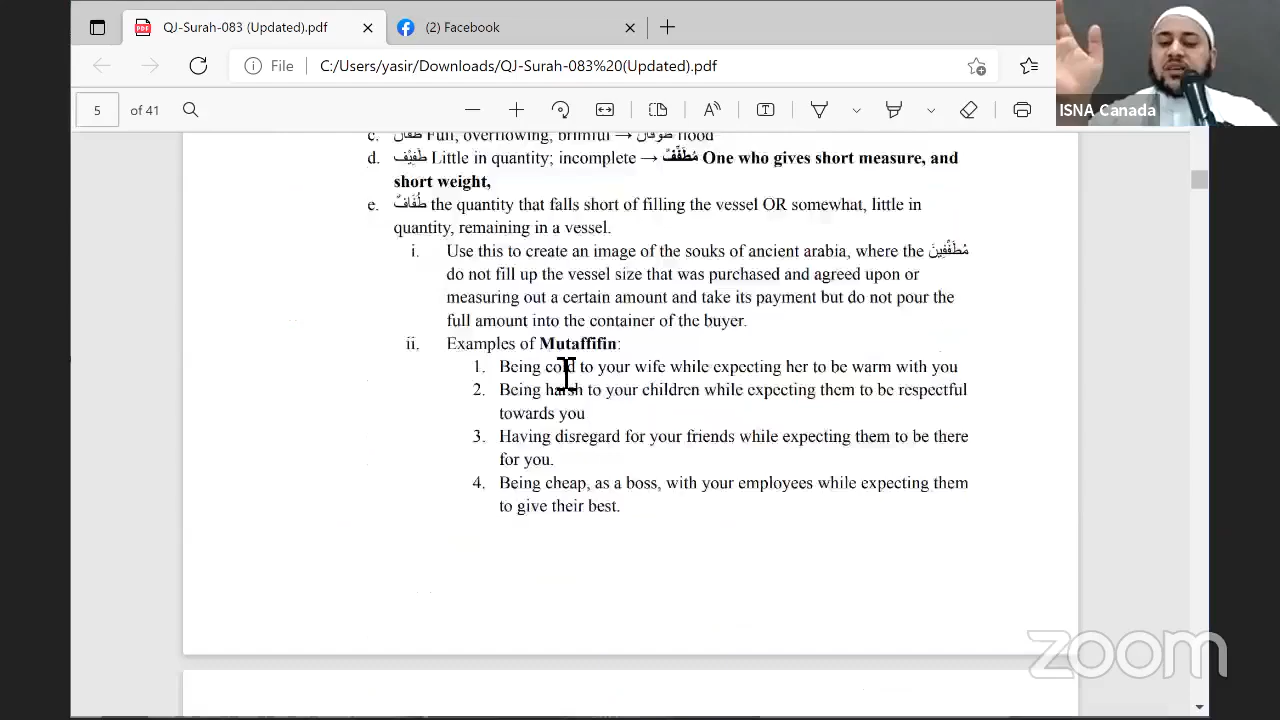 QJ-Surah-083 (Updated).pdf
(2) Facebook
File
C:/Users/yasir/Downloads/QJ-Surah-083%20(Updated).pdf
ISNA Canada
5 of 41
c. Full, overflowing, brimful → flood
d. طَفِيْف Little in quantity; incomplete → مُطَفِّفٌ One who gives short measure, and
short weight,
e. طُفَافٌ the quantity that falls short of filling the vessel OR somewhat, little in
quantity, remaining in a vessel.
i. Use this to create an image of the souks of ancient arabia, where the مُطَفِّفِينَ
do not fill up the vessel size that was purchased and agreed upon or
measuring out a certain amount and take its payment but do not pour the
full amount into the container of the buyer.
ii. Examples of Mutaffifin:
1. Being cold to your wife while expecting her to be warm with you
2. Being harsh to your children while expecting them to be respectful
towards you
3. Having disregard for your friends while expecting them to be there
for you.
4. Being cheap, as a boss, with your employees while expecting them
to give their best.
zoom